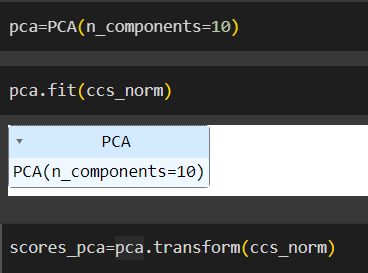 pca=PCA(n_components=10)
pca.fit(ccs_norm)
PCA
PCA(n_components=10)
scores_pca=pca.transform(ccs_norm)